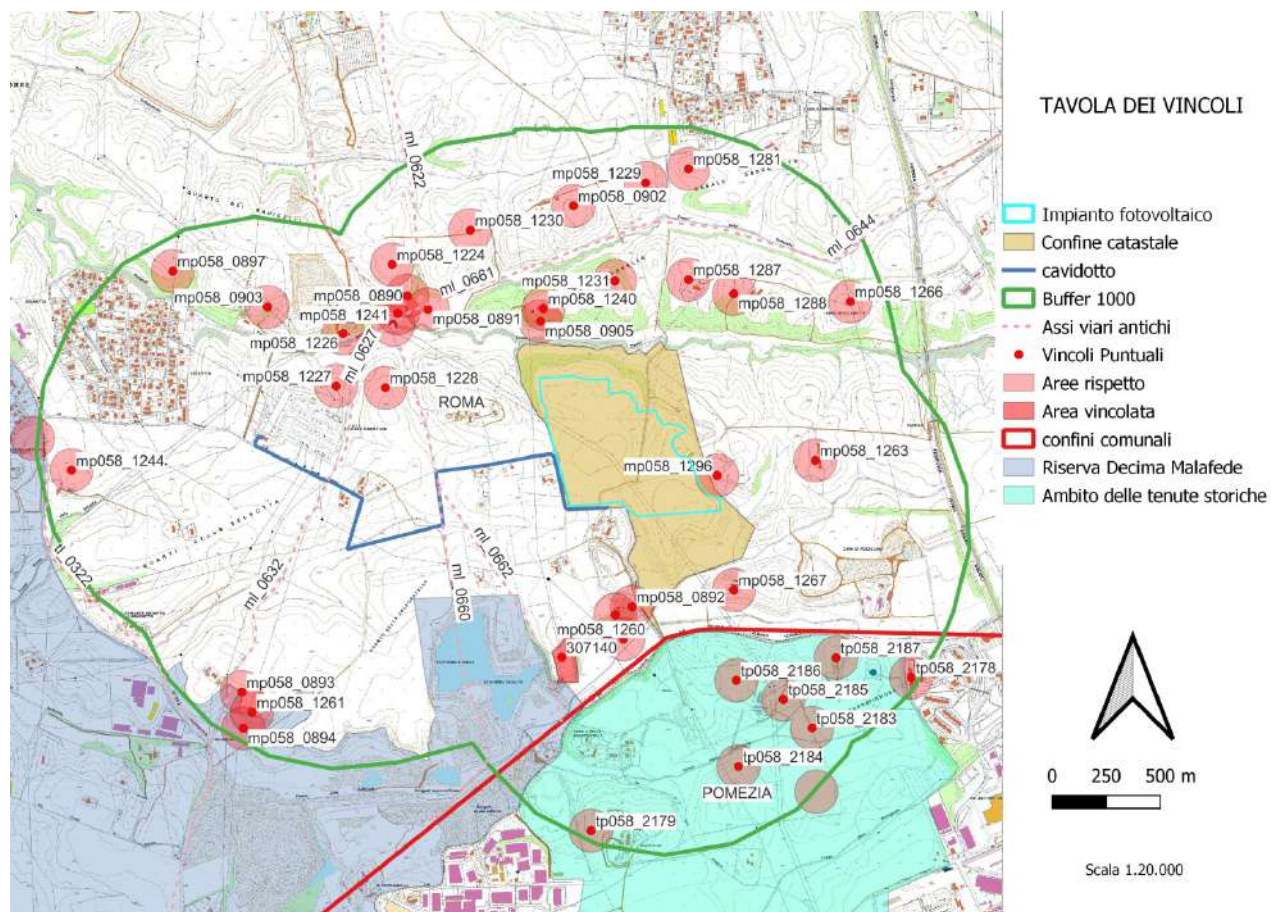 TAVOLA DEI VINCOLI
Impianto fotovoltaico
Confine catastale
cavidotto
Buffer 1000
Assi viari antichi
Vincoli Puntuali
Aree rispetto
Area vincolata
confini comunali
Riserva Decima Malafede
Ambito delle tenute storiche
0 250 500 m
Scala 1:20.000
ml_0622
mp058_1281
mp058_1229
mp058_0902
mp058_1230
ml_0644
mp058_1224
mp058_0897
ml_0661
mp058_1231
mp058_1287
mp058_0903
mp058_0890
mp058_1240
mp058_1288
mp058_1266
mp058_1241
mp058_0891
mp058_0905
mp058_1226
ml_0627
mp058_1227
mp058_1228
ROMA
mp058_1263
mp058_1296
mp058_1244
tl_0322
ml_0632
ml_0662
ml_0660
mp058_1267
mp058_0892
mp058_1260
307140
tp058_2187
tp058_2178
tp058_2186
tp058_2185
mp058_0893
mp058_1261
tp058_2183
mp058_0894
tp058_2184
POMEZIA
tp058_2179